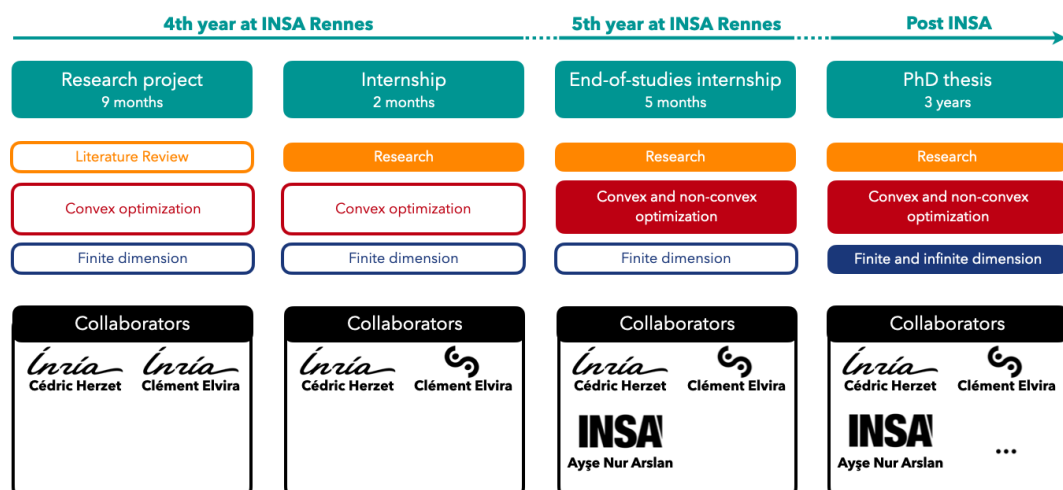 4th year at INSA Rennes
5th year at INSA Rennes
Post INSA
Research project
9 months
Literature Review
Convex optimization
Finite dimension
Collaborators
Inria Inria
Cédric Herzet Clément Elvira
Internship
2 months
Research
Convex optimization
Finite dimension
Collaborators
Inria
Cédric Herzet Clément Elvira
End-of-studies internship
5 months
Research
Convex and non-convex
optimization
Finite dimension
Collaborators
Inria
Cédric Herzet Clément Elvira
INSA
Ayşe Nur Arslan
PhD thesis
3 years
Research
Convex and non-convex
optimization
Finite and infinite dimension
Collaborators
Inria
Cédric Herzet Clément Elvira
INSA
Ayşe Nur Arslan
...